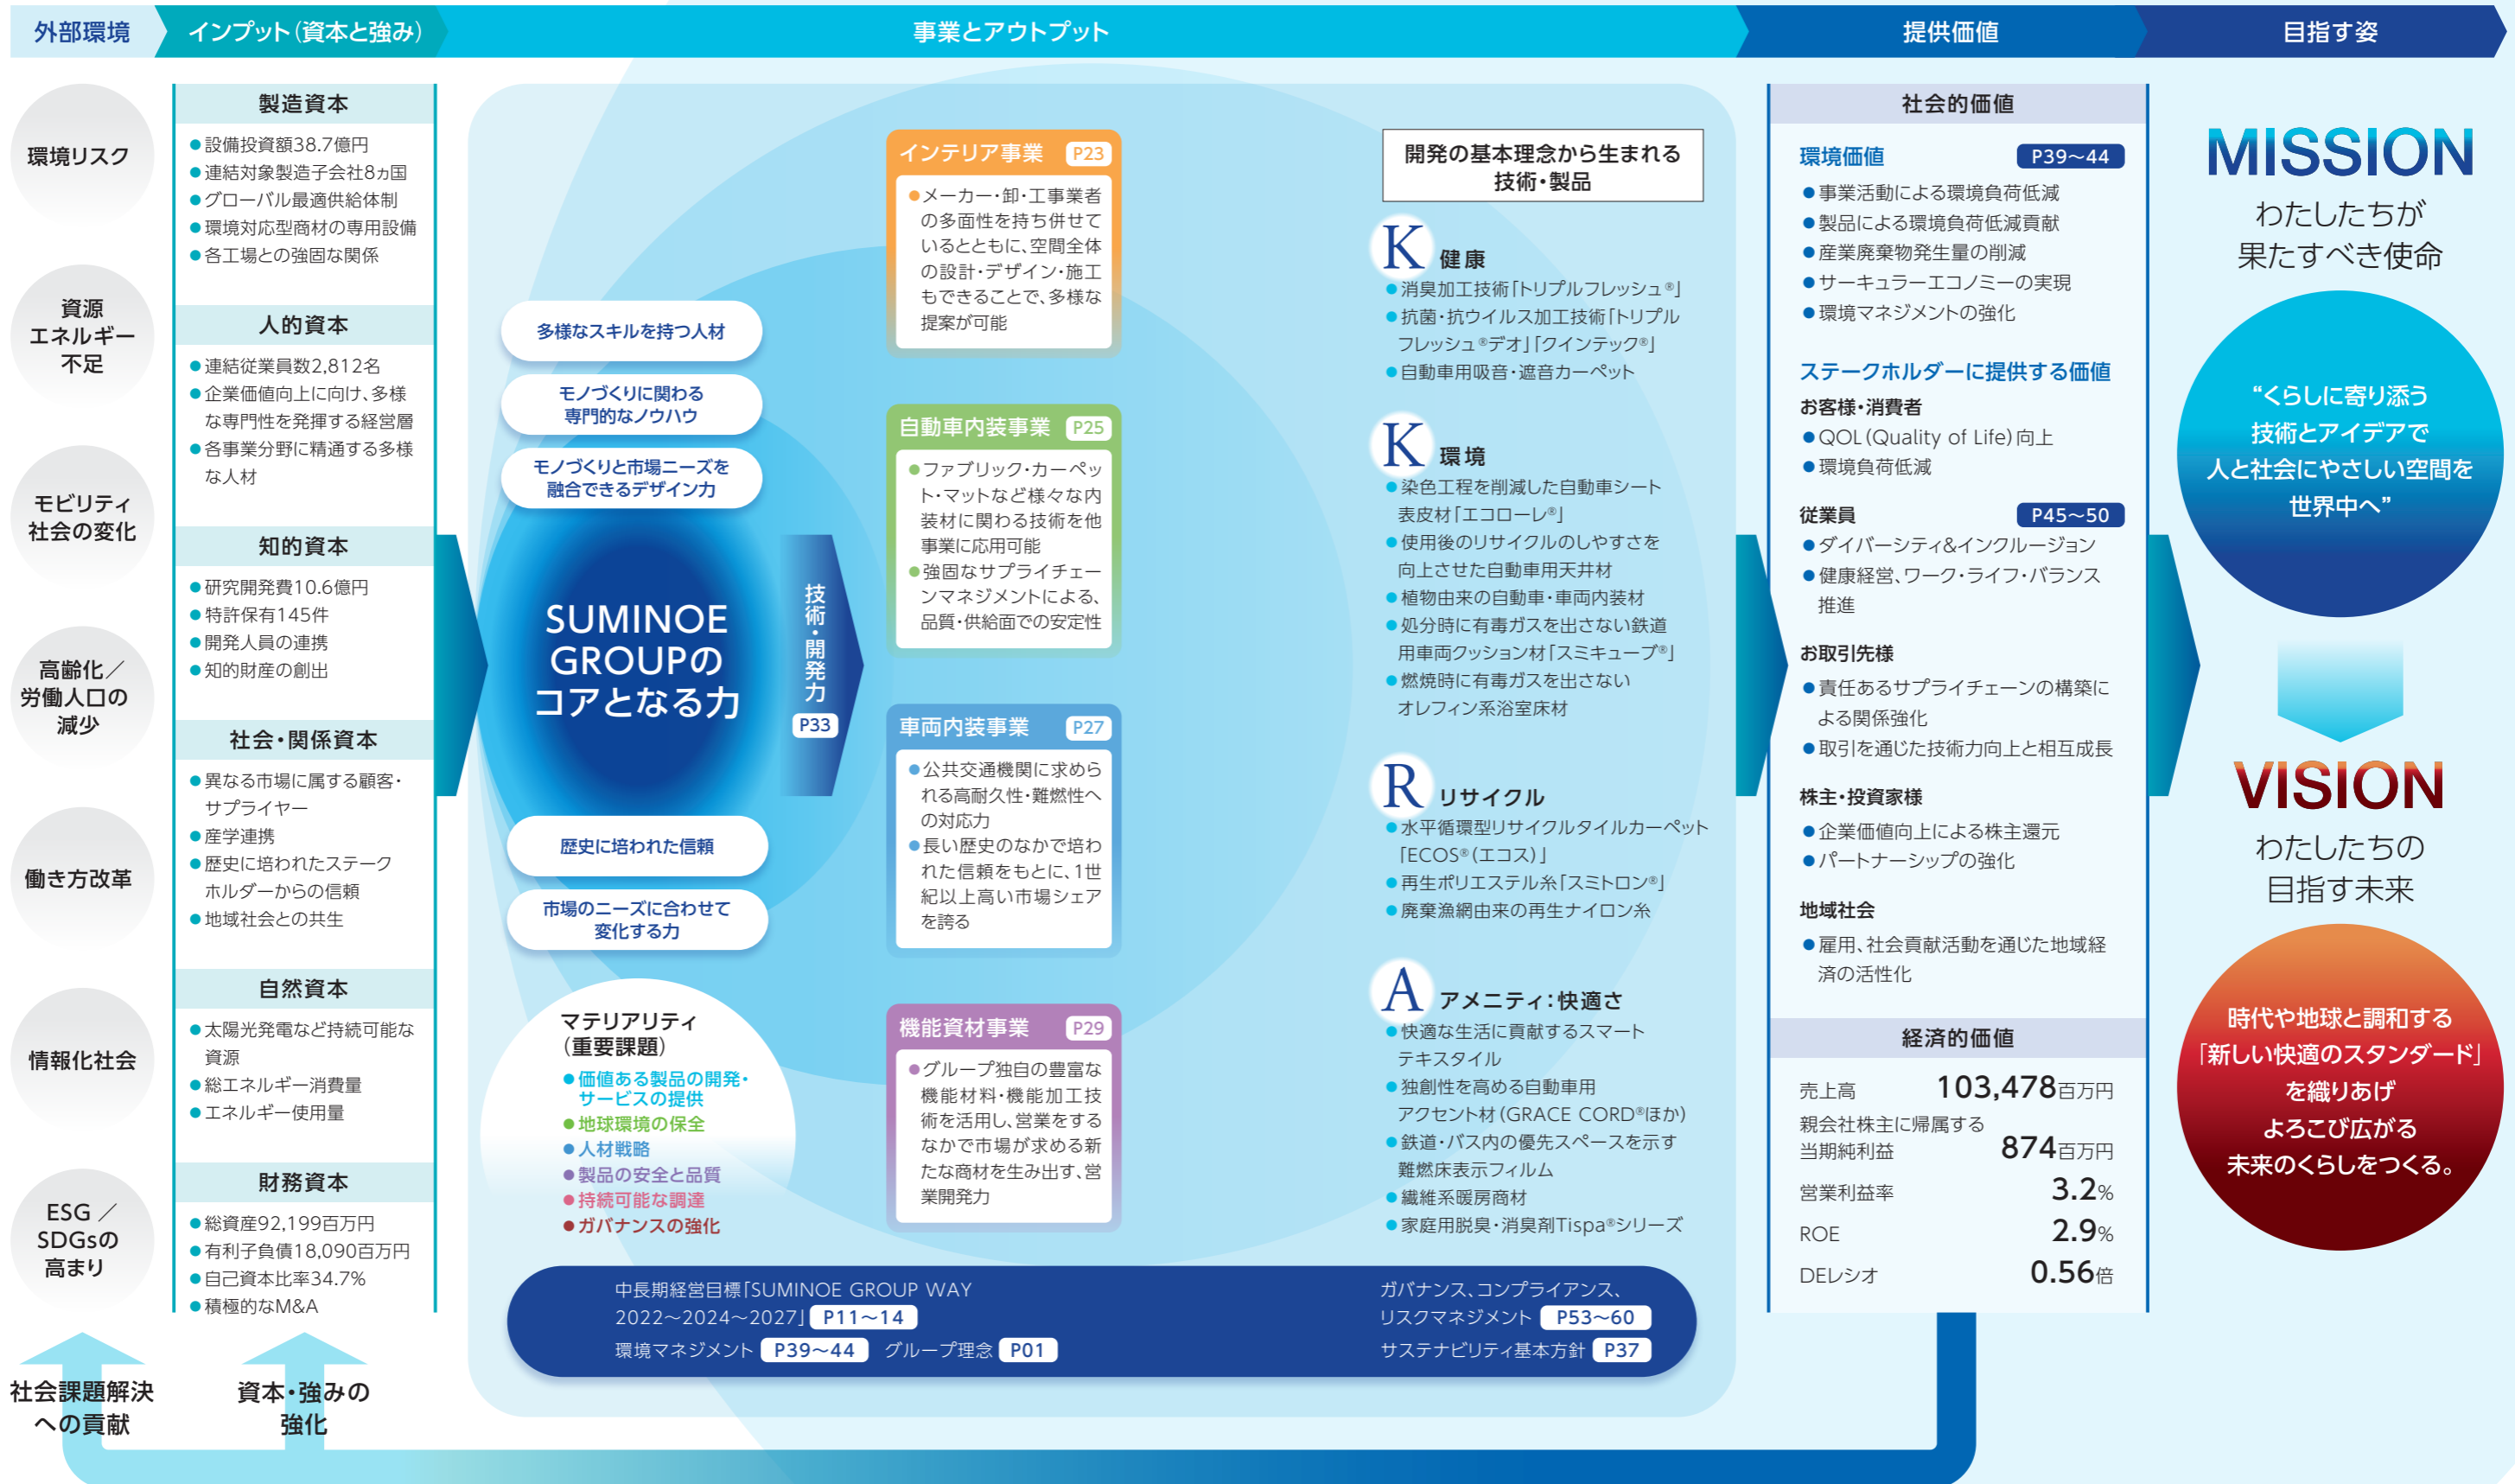 外部環境
インプット（資本と強み）
事業とアウトプット
提供価値
目指す姿
環境リスク
資源
エネルギー
不足
モビリティ
社会の変化
高齢化／
労働人口の
減少
働き方改革
情報化社会
ESG／
SDGsの
高まり
社会課題解決
への貢献
製造資本
●設備投資額38.7億円
●連結対象製造子会社8ヵ国
●グローバル最適供給体制
●環境対応型商材の専用設備
●各工場との強固な関係
人的資本
●連結従業員数2,812名
●企業価値向上に向け、多様
な専門性を発揮する経営層
●各事業分野に精通する多様
な人材
知的資本
●研究開発費10.6億円
●特許保有145件
●開発人員の連携
●知的財産の創出
社会・関係資本
●異なる市場に属する顧客・
サプライヤー
●産学連携
●歴史に培われたステーク
ホルダーからの信頼
●地域社会との共生
自然資本
●太陽光発電など持続可能な
資源
●総エネルギー消費量
●エネルギー使用量
財務資本
●総資産92,199百万円
●有利子負債18,090百万円
●自己資本比率34.7%
●積極的なM&A
資本・強みの
強化
多様なスキルを持つ人材
モノづくりに関わる
専門的なノウハウ
モノづくりと市場ニーズを
融合できるデザイン力
SUMINOE
GROUPの
コアとなる力
歴史に培われた信頼
市場のニーズに合わせて
変化する力
技術・開発力
P33
マテリアリティ
（重要課題）
●価値ある製品の開発・
サービスの提供
●地球環境の保全
●人材戦略
●製品の安全と品質
●持続可能な調達
●ガバナンスの強化
インテリア事業 P23
●メーカー・卸・工事業者
の多面性を持ち併せて
いるとともに、空間全体
の設計・デザイン・施工
もできることで、多様な
提案が可能
自動車内装事業 P25
●ファブリック・カーペッ
ト・マットなど様々な内
装材に関わる技術を他
事業に応用可能
●強固なサプライチェー
ンマネジメントによる、
品質・供給面での安定性
車両内装事業 P27
●公共交通機関に求めら
れる高耐久性・難燃性へ
の対応力
●長い歴史のなかで培わ
れた信頼をもとに、1世
紀以上高い市場シェア
を誇る
機能資材事業 P29
●グループ独自の豊富な
機能材料・機能加工技
術を活用し、営業をする
なかで市場が求める新
たな商材を生み出す、営
業開発力
開発の基本理念から生まれる
技術・製品
K 健康
●消臭加工技術「トリプルフレッシュ®」
●抗菌・抗ウイルス加工技術「トリプル
フレッシュ®デオ」「クインテック®」
●自動車用吸音・遮音カーペット
K 環境
●染色工程を削減した自動車シート
表皮材「エコローレ®」
●使用後のリサイクルのしやすさを
向上させた自動車用天井材
●植物由来の自動車・車両内装材
●処分時に有毒ガスを出さない鉄道
用車両クッション材「スミキューブ®」
●燃焼時に有毒ガスを出さない
オレフィン系浴室床材
R リサイクル
●水平循環型リサイクルタイルカーペット
「ECOS®（エコス）」
●再生ポリエステル糸「スミトロン®」
●廃棄漁網由来の再生ナイロン糸
A アメニティ：快適さ
●快適な生活に貢献するスマート
テキスタイル
●独創性を高める自動車用
アクセント材（GRACE CORD®ほか）
●鉄道・バス内の優先スペースを示す
難燃床表示フィルム
●繊維系暖房商材
●家庭用脱臭・消臭剤Tispa®シリーズ
中長期経営目標「SUMINOE GROUP WAY
2022～2024～2027」 P11～14
環境マネジメント P39～44 グループ理念 P01
ガバナンス、コンプライアンス、
リスクマネジメント P53～60
サステナビリティ基本方針 P37
社会的価値
環境価値 P39～44
●事業活動による環境負荷低減
●製品による環境負荷低減貢献
●産業廃棄物発生量の削減
●サーキュラーエコノミーの実現
●環境マネジメントの強化
ステークホルダーに提供する価値
お客様・消費者
●QOL（Quality of Life）向上
●環境負荷低減
従業員 P45～50
●ダイバーシティ&インクルージョン
●健康経営、ワーク・ライフ・バランス
推進
お取引先様
●責任あるサプライチェーンの構築に
よる関係強化
●取引を通じた技術力向上と相互成長
株主・投資家様
●企業価値向上による株主還元
●パートナーシップの強化
地域社会
●雇用、社会貢献活動を通じた地域経
済の活性化
経済的価値
売上高 103,478百万円
親会社株主に帰属する
当期純利益 874百万円
営業利益率 3.2%
ROE 2.9%
DEレシオ 0.56倍
MISSION
わたしたちが
果たすべき使命
“くらしに寄り添う
技術とアイデアで
人と社会にやさしい空間を
世界中へ”
VISION
わたしたちの
目指す未来
時代や地球と調和する
「新しい快適のスタンダード」
を織りあげ
よろこび広がる
未来のくらしをつくる。